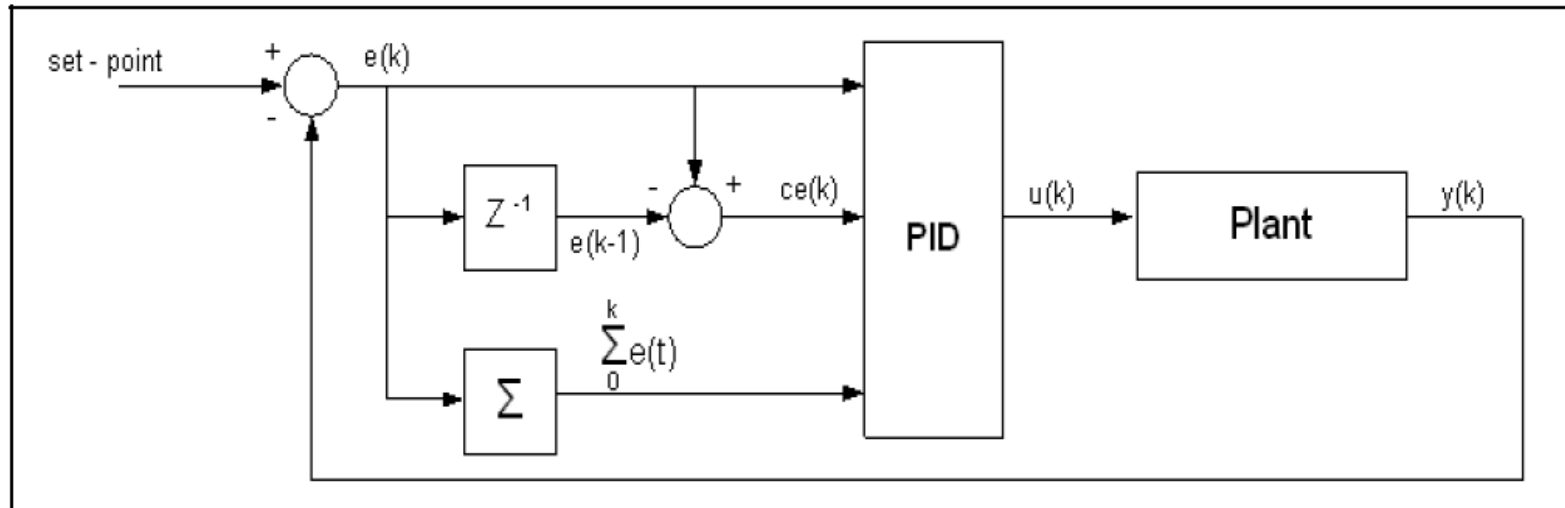 set - point
+
-
e(k)
Z⁻¹
e(k-1)
-
+
ce(k)
Σ
k
Σe(t)
0
PID
u(k)
Plant
y(k)